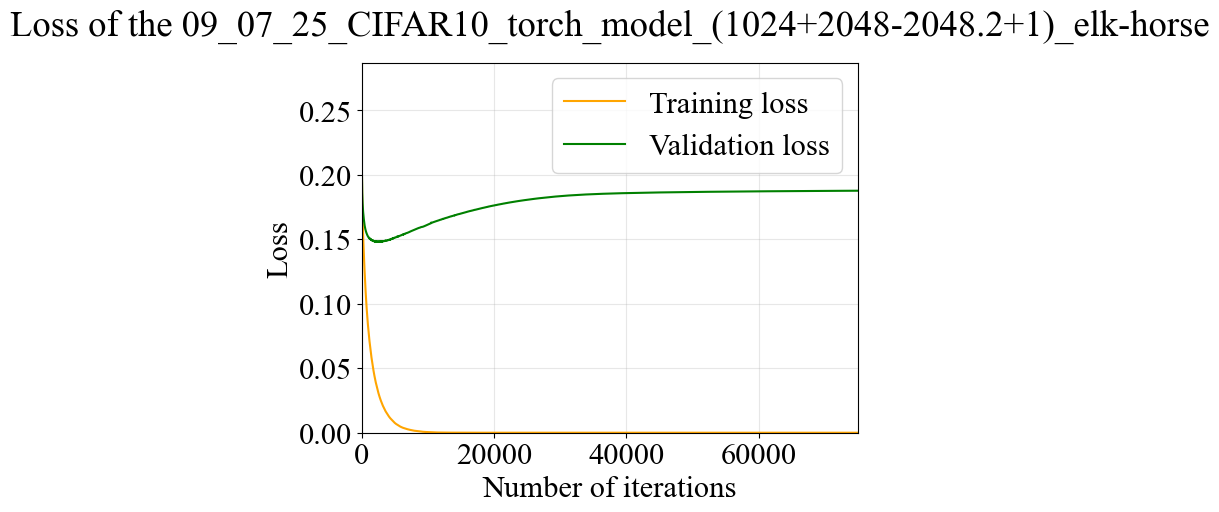 Loss of the 09_07_25_CIFAR10_torch_model_(1024+2048-2048.2+1)_elk-horse
Training loss
Validation loss
0.25
0.20
0.15
0.10
0.05
0.00
Loss
0 20000 40000 60000
Number of iterations